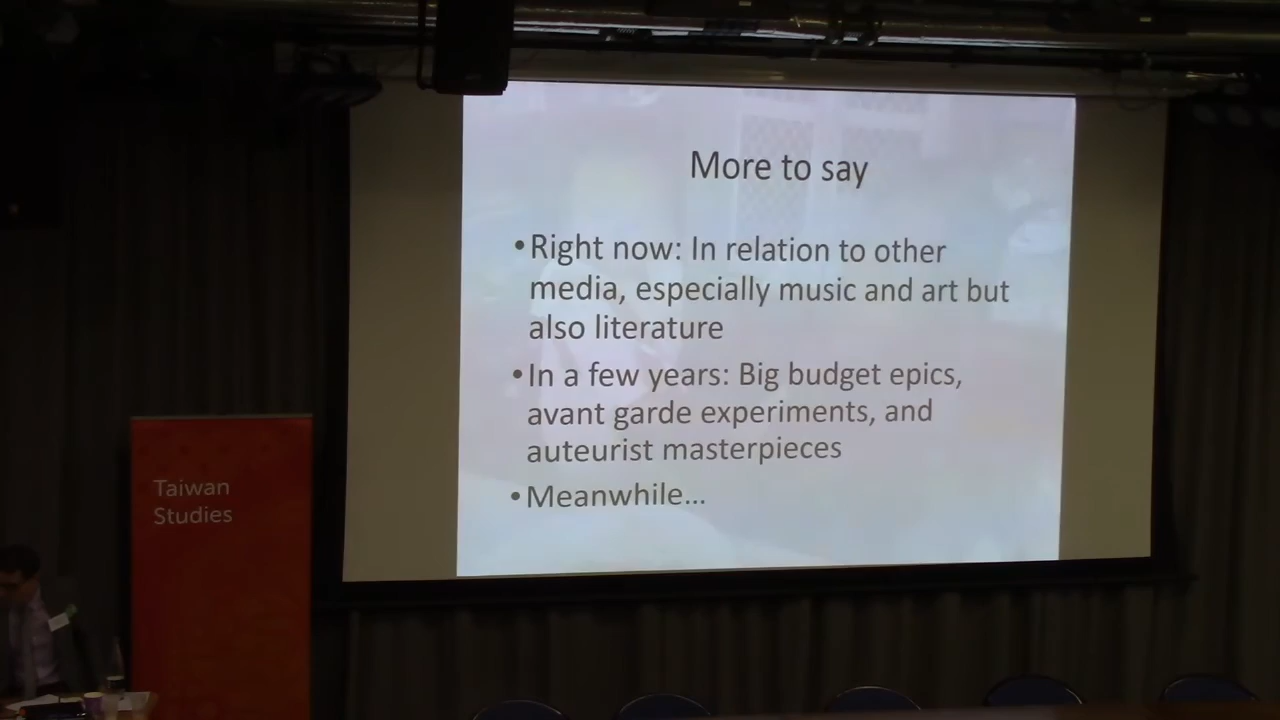 More to say
•Right now: In relation to other
media, especially music and art but
also literature
•In a few years: Big budget epics,
avant garde experiments, and
auteurist masterpieces
•Meanwhile...
Taiwan
Studies